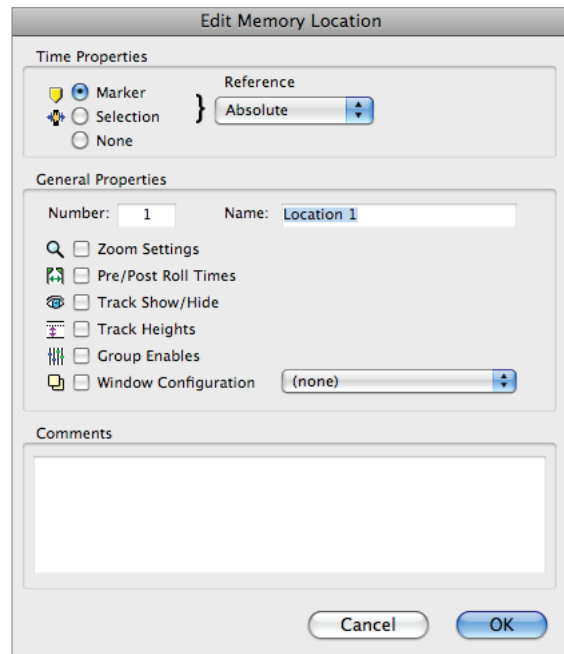 Edit Memory Location
Time Properties
Marker
Selection
None
Reference
Absolute
General Properties
Number: 1 Name: Location 1
Zoom Settings
Pre/Post Roll Times
Track Show/Hide
Track Heights
Group Enables
Window Configuration (none)
Comments
Cancel OK